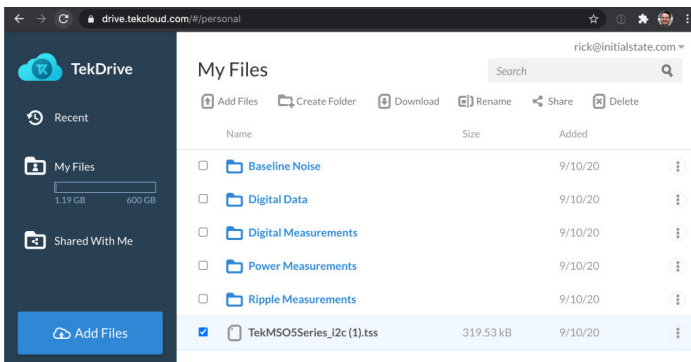 drive.tekcloud.com/#/personal
rick@initialstate.com
TekDrive
My Files
Search
Add Files Create Folder Download Rename Share Delete
Recent
Name Size Added
My Files
1.19 GB 600 GB
Shared With Me
Baseline Noise 9/10/20
Digital Data 9/10/20
Digital Measurements 9/10/20
Power Measurements 9/10/20
Ripple Measurements 9/10/20
TekMSO5Series_i2c (1).tss 319.53 kB 9/10/20
Add Files